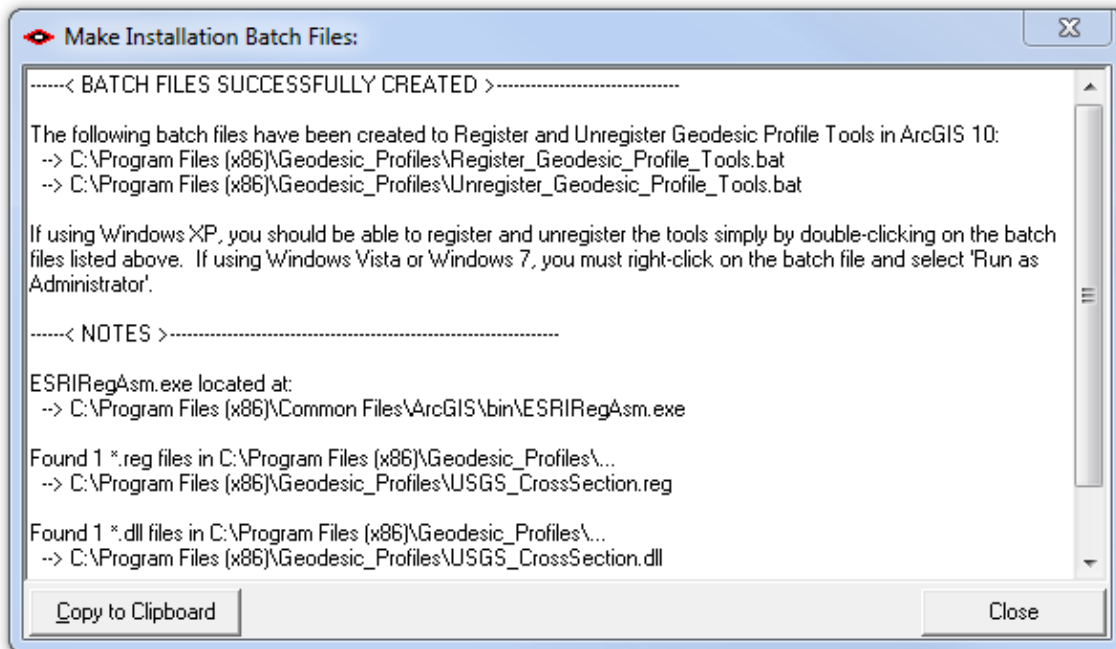 Make Installation Batch Files:
------< BATCH FILES SUCCESSFULLY CREATED >--------------------------------
The following batch files have been created to Register and Unregister Geodesic Profile Tools in ArcGIS 10:
--> C:\Program Files (x86)\Geodesic_Profiles\Register_Geodesic_Profile_Tools.bat
--> C:\Program Files (x86)\Geodesic_Profiles\Unregister_Geodesic_Profile_Tools.bat
If using Windows XP, you should be able to register and unregister the tools simply by double-clicking on the batch
files listed above.  If using Windows Vista or Windows 7, you must right-click on the batch file and select 'Run as
Administrator'.
------< NOTES >--------------------------------------------------------------------
ESRIRegAsm.exe located at:
--> C:\Program Files (x86)\Common Files\ArcGIS\bin\ESRIRegAsm.exe
Found 1 *.reg files in C:\Program Files (x86)\Geodesic_Profiles\...
--> C:\Program Files (x86)\Geodesic_Profiles\USGS_CrossSection.reg
Found 1 *.dll files in C:\Program Files (x86)\Geodesic_Profiles\...
--> C:\Program Files (x86)\Geodesic_Profiles\USGS_CrossSection.dll
Copy to Clipboard
Close